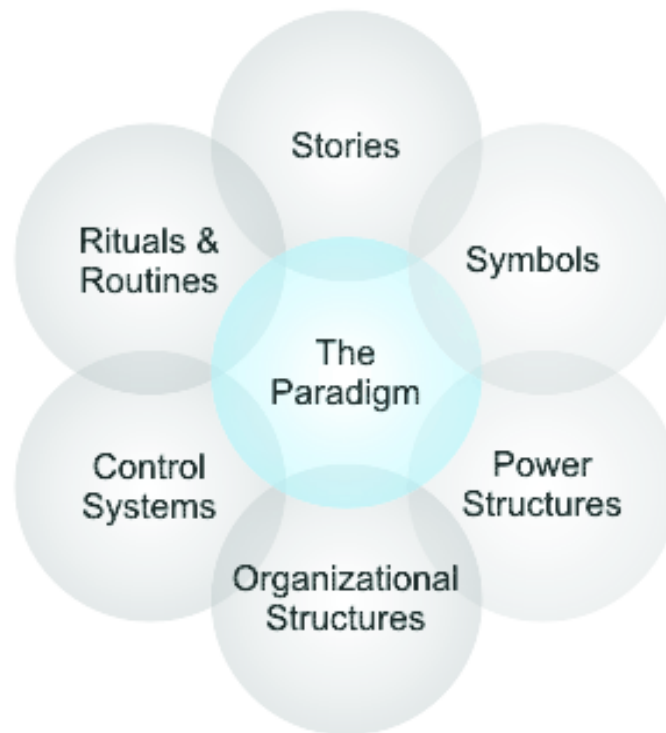 Stories
Rituals &
Routines
Symbols
The
Paradigm
Control
Systems
Power
Structures
Organizational
Structures